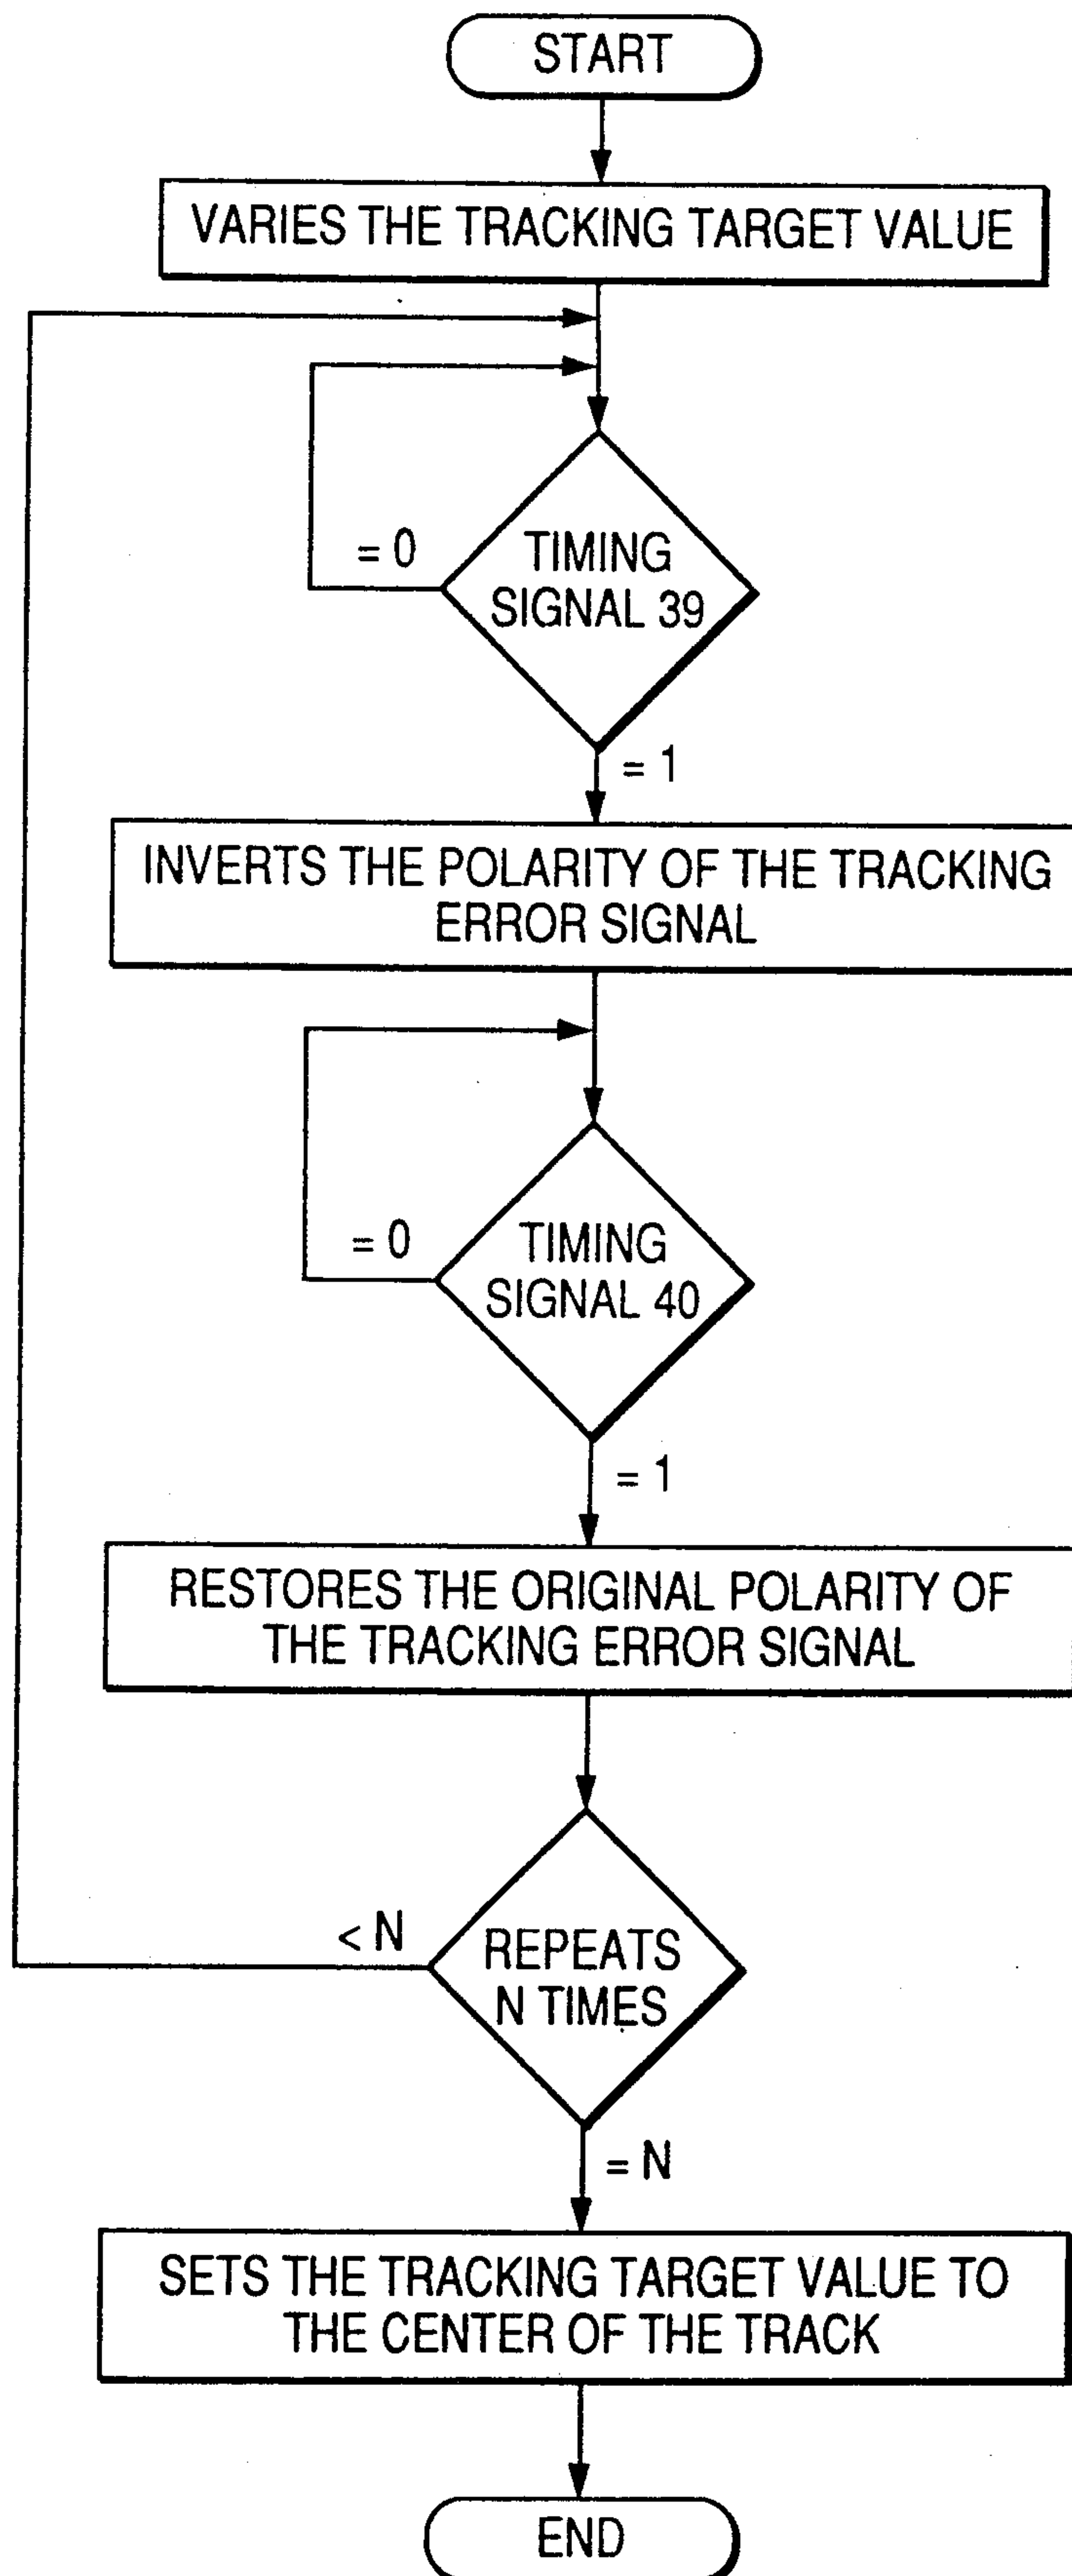 START
VARIES THE TRACKING TARGET VALUE
= 0
TIMING
SIGNAL 39
= 1
INVERTS THE POLARITY OF THE TRACKING
ERROR SIGNAL
= 0
TIMING
SIGNAL 40
= 1
RESTORES THE ORIGINAL POLARITY OF
THE TRACKING ERROR SIGNAL
< N
REPEATS
N TIMES
= N
SETS THE TRACKING TARGET VALUE TO
THE CENTER OF THE TRACK
END